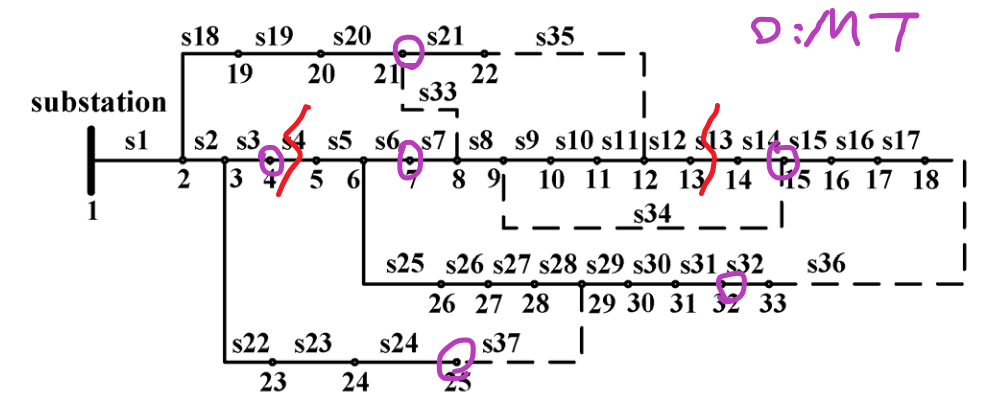 s18 s19 s20 s21 s35 O:MT
19 20 21 22
substation s33
s1 s2 s3 s4 s5 s6 s7 s8 s9 s10 s11 s12 s13 s14 s15 s16 s17
1 2 3 4 5 6 7 8 9 10 11 12 13 14 15 16 17 18
s34
s25 s26 s27 s28 s29 s30 s31 s32 s36
26 27 28 29 30 31 32 33
s22 s23 s24 s37
23 24 25